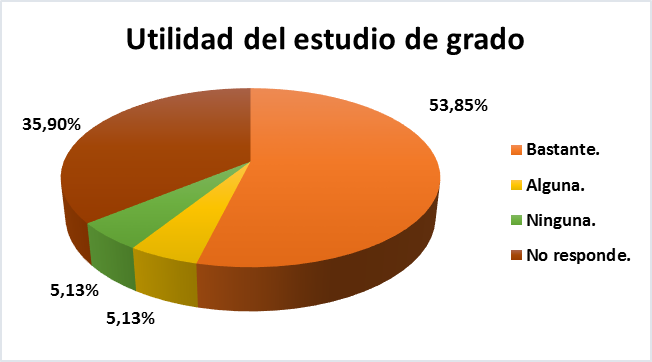 Utilidad del estudio de grado
53,85%
35,90%
Bastante.
Alguna.
Ninguna.
No responde.
5,13%
5,13%